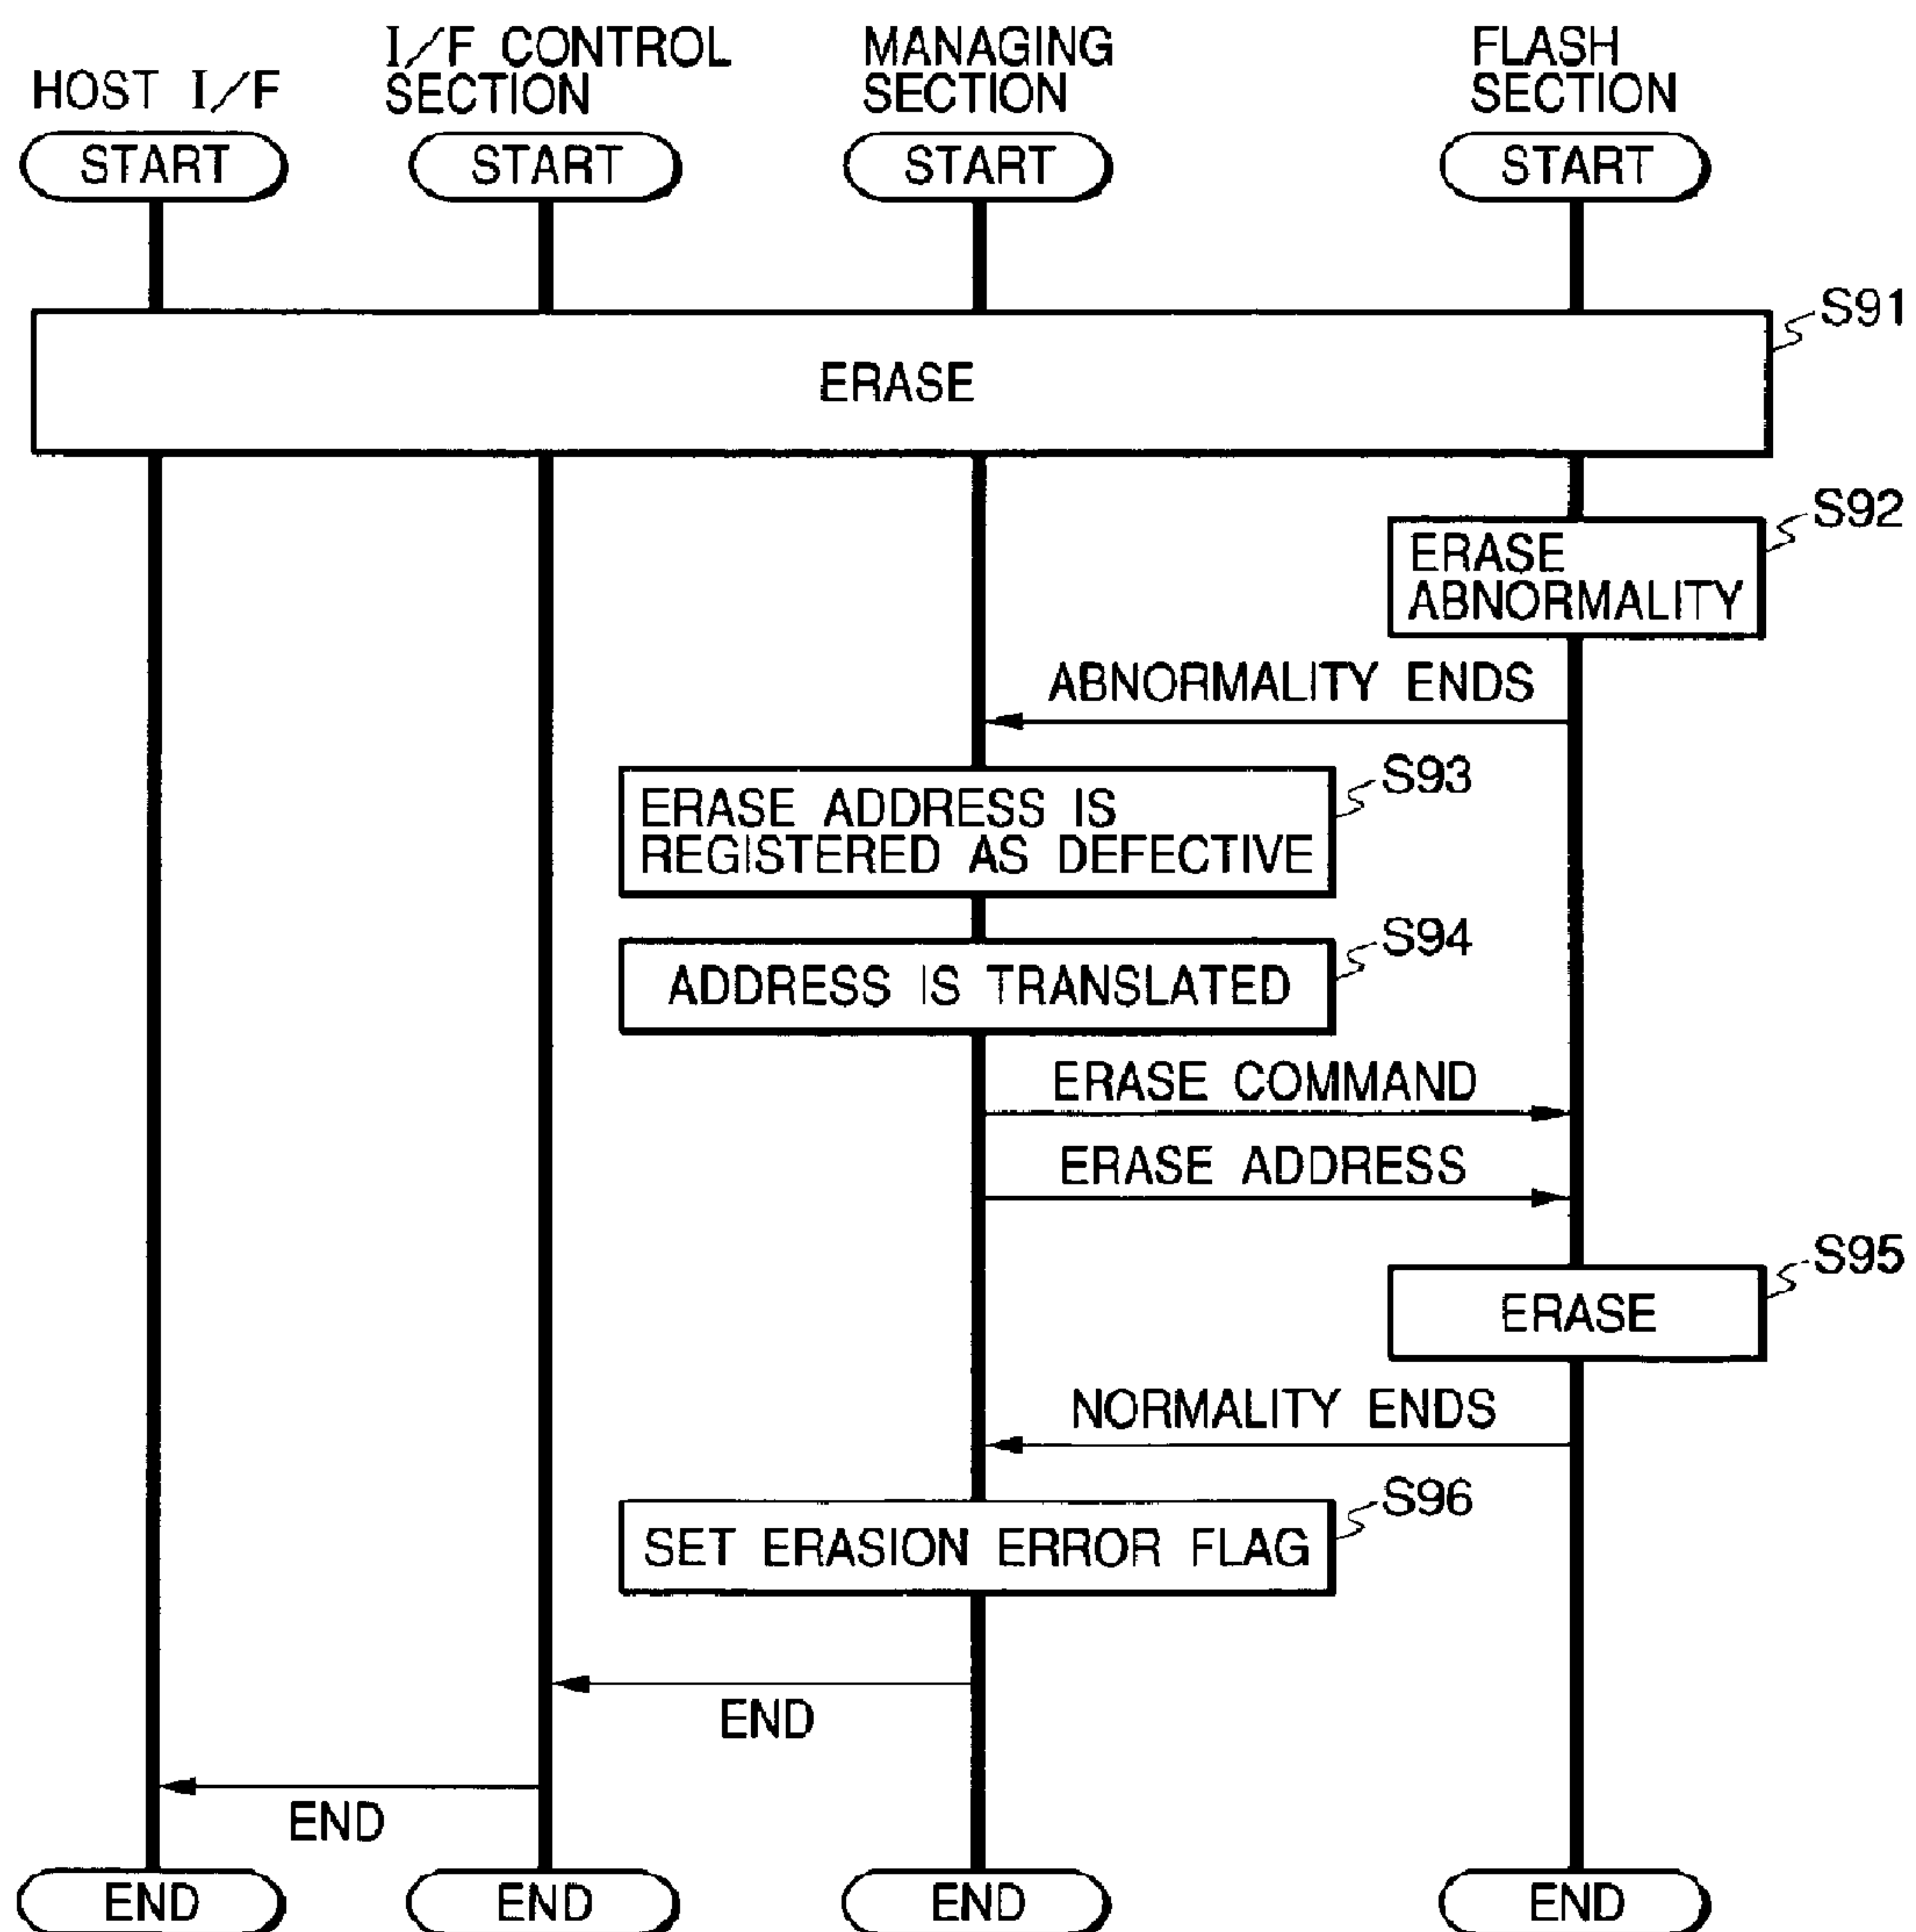 HOST I/F
I/F CONTROL
SECTION
MANAGING
SECTION
FLASH
SECTION
START
START
START
START
ERASE
S91
ERASE
ABNORMALITY
S92
ABNORMALITY ENDS
ERASE ADDRESS IS
REGISTERED AS DEFECTIVE
S93
ADDRESS IS TRANSLATED
S94
ERASE COMMAND
ERASE ADDRESS
ERASE
S95
NORMALITY ENDS
SET ERASION ERROR FLAG
S96
END
END
END
END
END
END